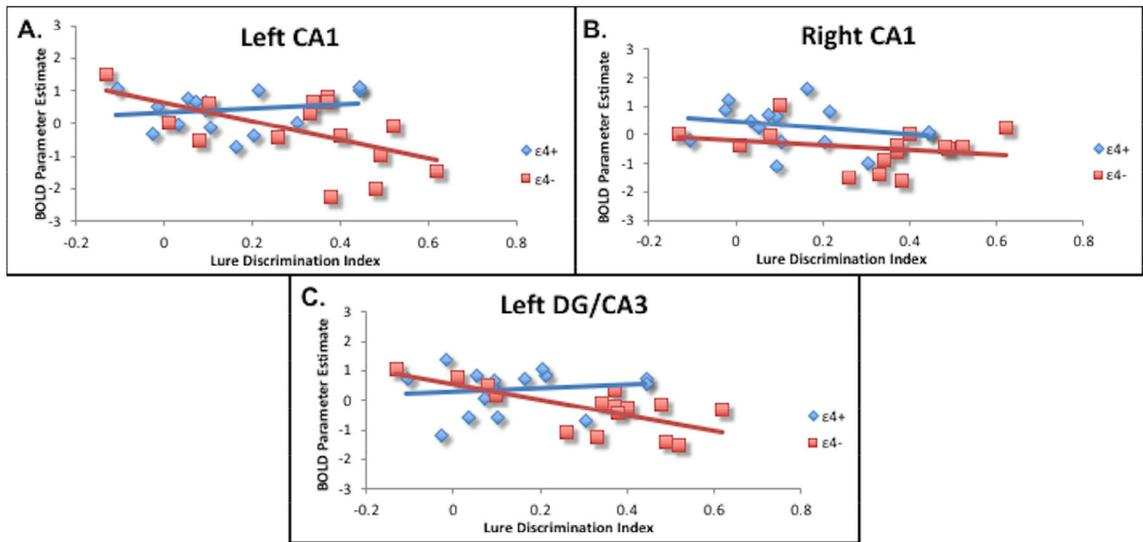 A.
Left CA1
BOLD Parameter Estimate
3
2
1
0
-1
-2
-3
-0.2 0 0.2 0.4 0.6 0.8
Lure Discrimination Index
ε4+
ε4-
B.
Right CA1
BOLD Parameter Estimate
3
2
1
0
-1
-2
-3
-0.2 0 0.2 0.4 0.6 0.8
Lure Discrimination Index
ε4+
ε4-
C.
Left DG/CA3
BOLD Parameter Estimate
3
2
1
0
-1
-2
-3
-0.2 0 0.2 0.4 0.6 0.8
Lure Discrimination Index
ε4+
ε4-